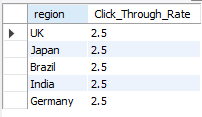 region Click_Through_Rate
UK 2.5
Japan 2.5
Brazil 2.5
India 2.5
Germany 2.5